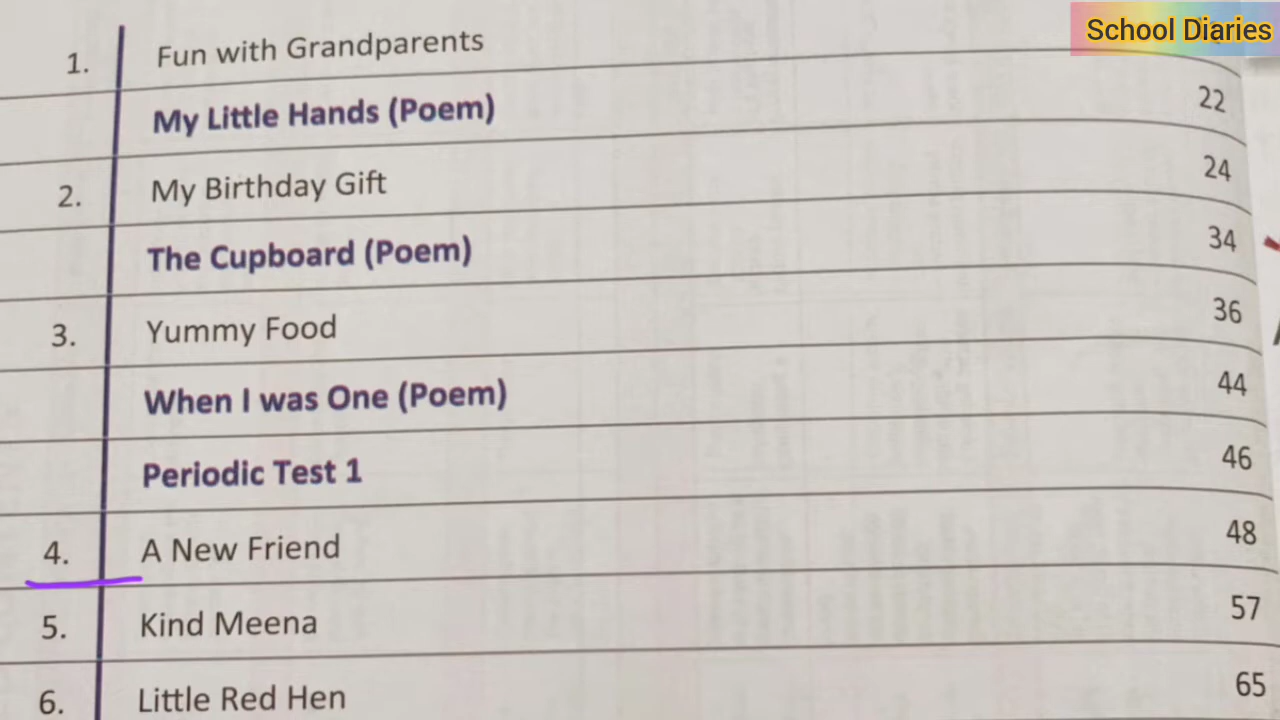 School Diaries
1. Fun with Grandparents
My Little Hands (Poem) 22
2. My Birthday Gift 24
The Cupboard (Poem) 34
3. Yummy Food 36
When I was One (Poem) 44
Periodic Test 1 46
4. A New Friend 48
5. Kind Meena 57
6. Little Red Hen 65